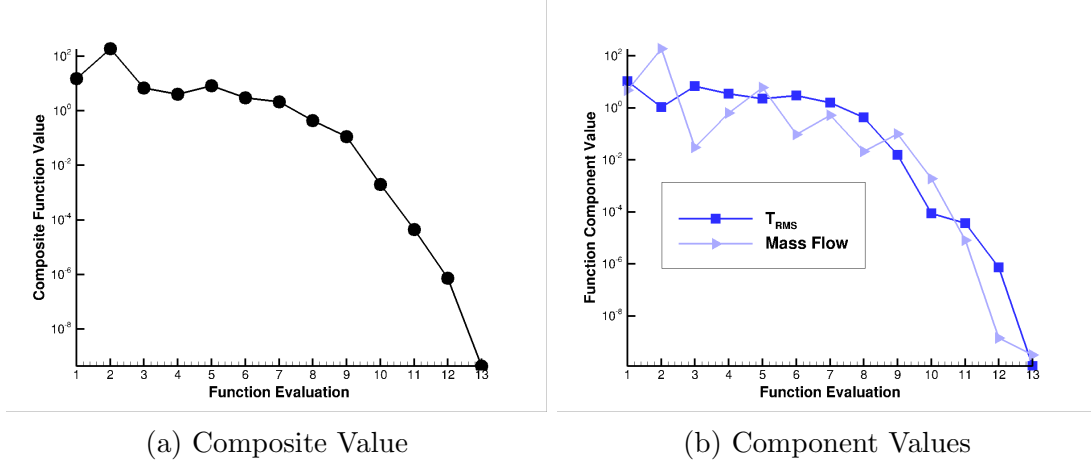 10^2
10^0
10^-2
10^-4
10^-6
10^-8
Composite Function Value
1 2 3 4 5 6 7 8 9 10 11 12 13
Function Evaluation
(a) Composite Value
10^2
10^0
10^-2
10^-4
10^-6
10^-8
Function Component Value
T_RMS
Mass Flow
1 2 3 4 5 6 7 8 9 10 11 12 13
Function Evaluation
(b) Component Values